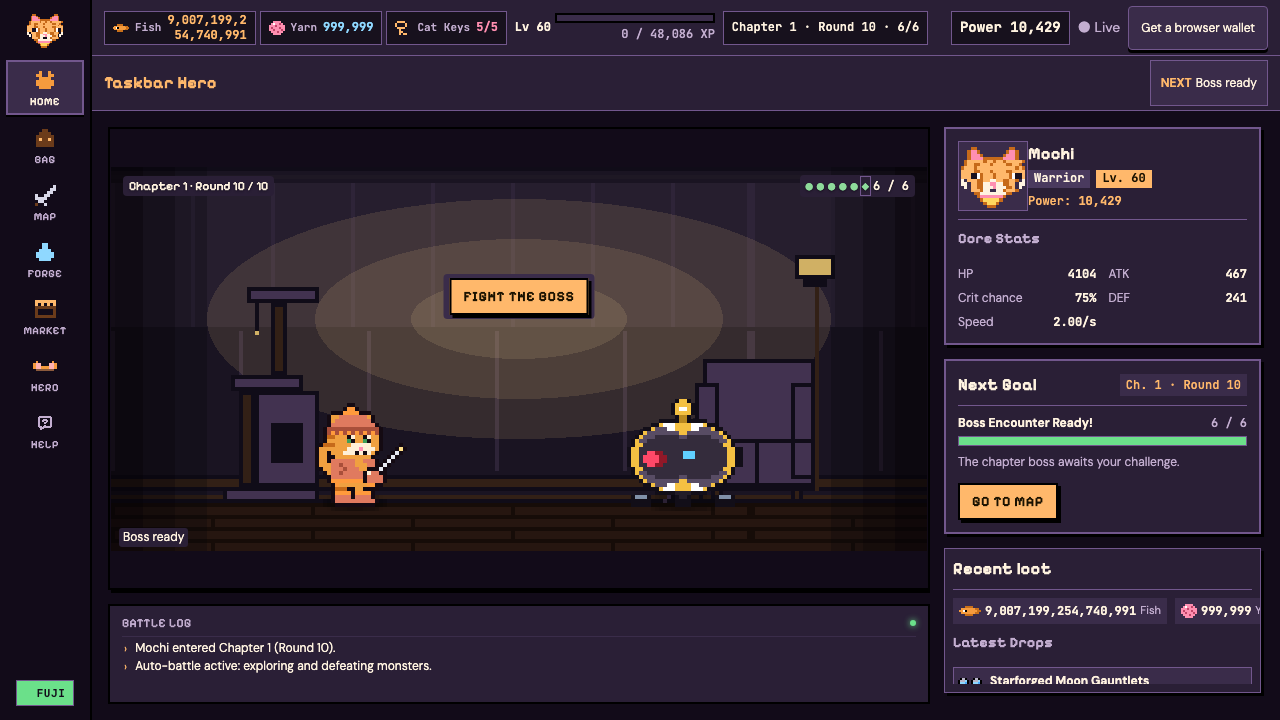 Fish 9,007,199,2
54,740,991
Yarn 999,999
Cat Keys 5/5
Lv 60
0 / 48,086 XP
Chapter 1 · Round 10 · 6/6
Power 10,429
Live
Get a browser wallet
Taskbar Hero
NEXT Boss ready
HOME
BAG
MAP
FORGE
MARKET
HERO
HELP
FUJI
Chapter 1 · Round 10 / 10
6 / 6
FIGHT THE BOSS
Boss ready
BATTLE LOG
› Mochi entered Chapter 1 (Round 10).
› Auto-battle active: exploring and defeating monsters.
Mochi
Warrior Lv. 60
Power: 10,429
Core Stats
HP 4104 ATK 467
Crit chance 75% DEF 241
Speed 2.00/s
Next Goal Ch. 1 · Round 10
Boss Encounter Ready! 6 / 6
The chapter boss awaits your challenge.
GO TO MAP
Recent loot
9,007,199,254,740,991 Fish 999,999 Y
Latest Drops
Starforged Moon Gauntlets